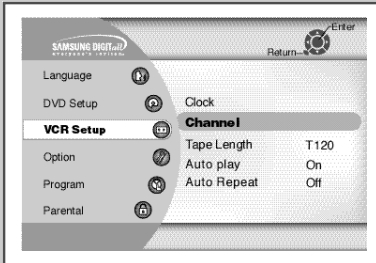 Enter
Return
SAMSUNG DIGITall
Language
DVD Setup
VCR Setup
Option
Program
Parental
Clock
Channel
Tape Length T120
Auto play On
Auto Repeat Off